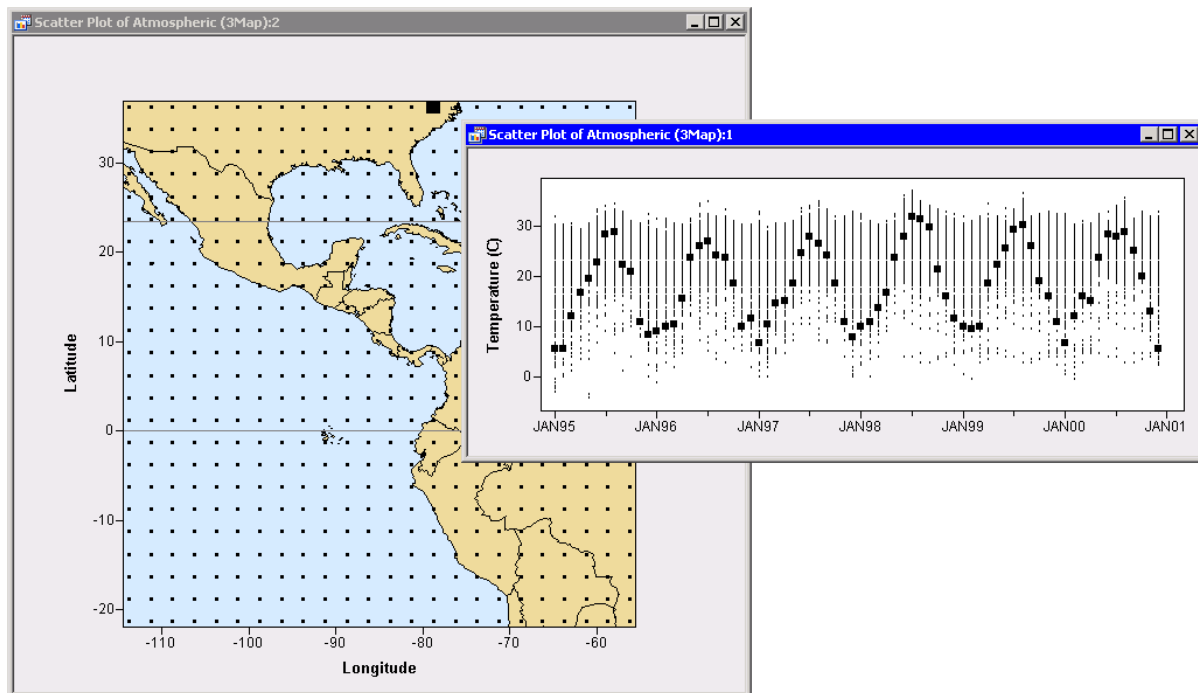 Scatter Plot of Atmospheric (3Map):2
30
20
10
0
-10
-20
Latitude
-110
-100
-90
-80
-70
-60
Longitude
Scatter Plot of Atmospheric (3Map):1
30
20
10
0
Temperature (C)
JAN95
JAN96
JAN97
JAN98
JAN99
JAN00
JAN01